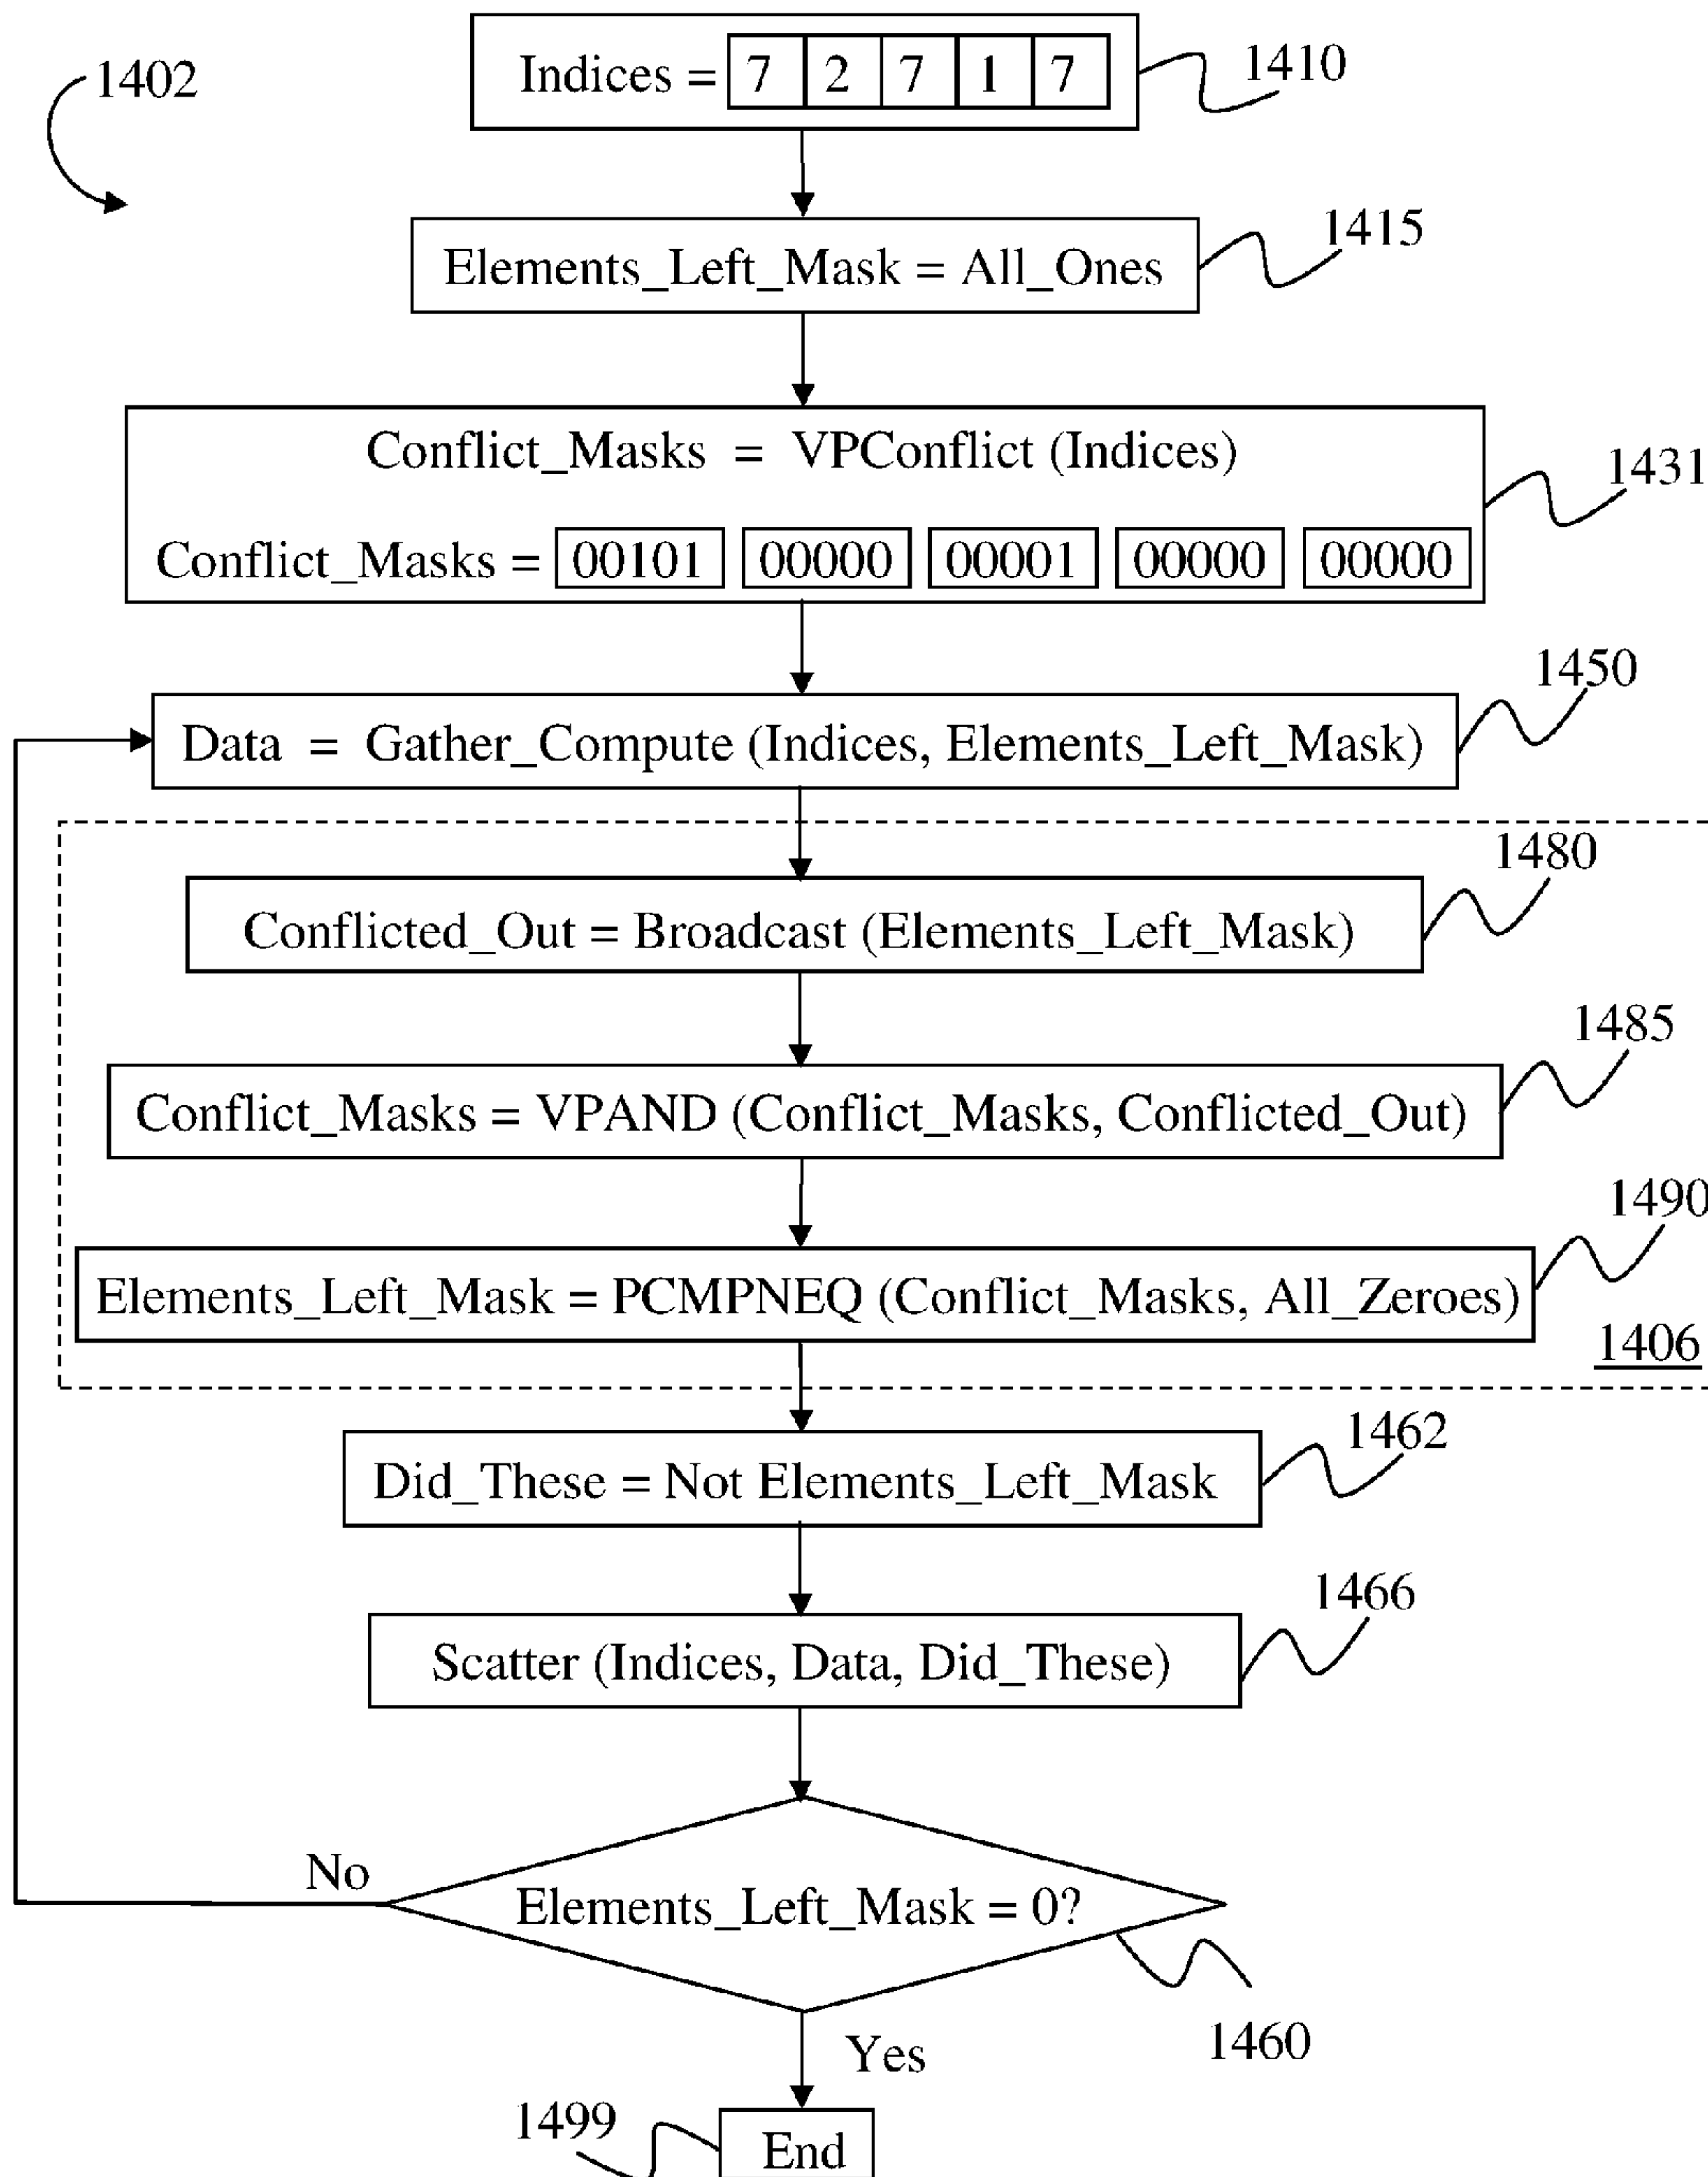 1402
Indices = 7 2 7 1 7
1410
Elements_Left_Mask = All_Ones
1415
Conflict_Masks = VPConflict (Indices)
1431
Conflict_Masks = 00101 00000 00001 00000 00000
1450
Data = Gather_Compute (Indices, Elements_Left_Mask)
1480
Conflicted_Out = Broadcast (Elements_Left_Mask)
1485
Conflict_Masks = VPAND (Conflict_Masks, Conflicted_Out)
1490
Elements_Left_Mask = PCMPNEQ (Conflict_Masks, All_Zeroes)
1406
1462
Did_These = Not Elements_Left_Mask
1466
Scatter (Indices, Data, Did_These)
No
Elements_Left_Mask = 0?
1460
Yes
1499
End